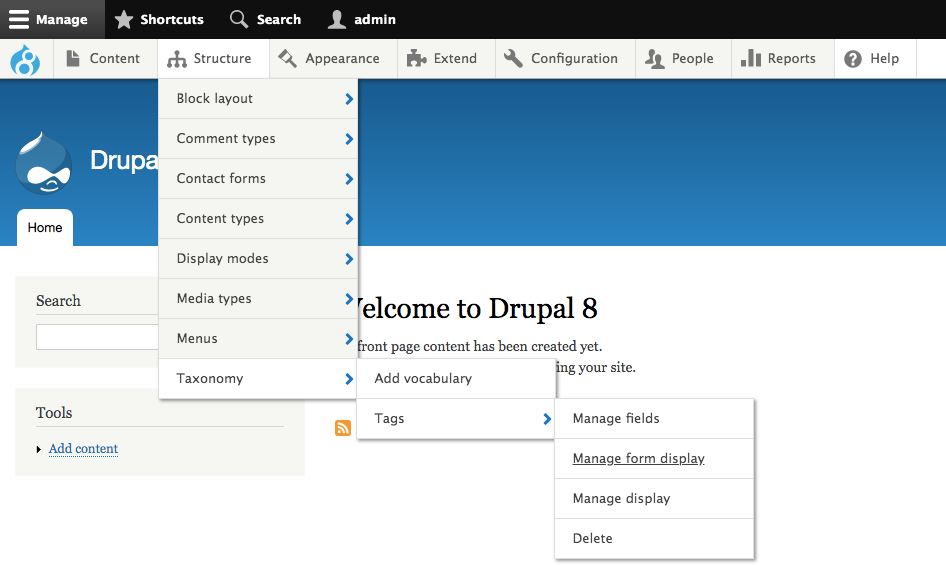 Manage
Shortcuts
Search
admin
8
Content
Structure
Appearance
Extend
Configuration
People
Reports
Help
Block layout
Comment types
Contact forms
Content types
Display modes
Media types
Menus
Taxonomy
Add vocabulary
Tags
Manage fields
Manage form display
Manage display
Delete
Drupa
Home
Search
Tools
Add content
elcome to Drupal 8
front page content has been created yet.
ing your site.